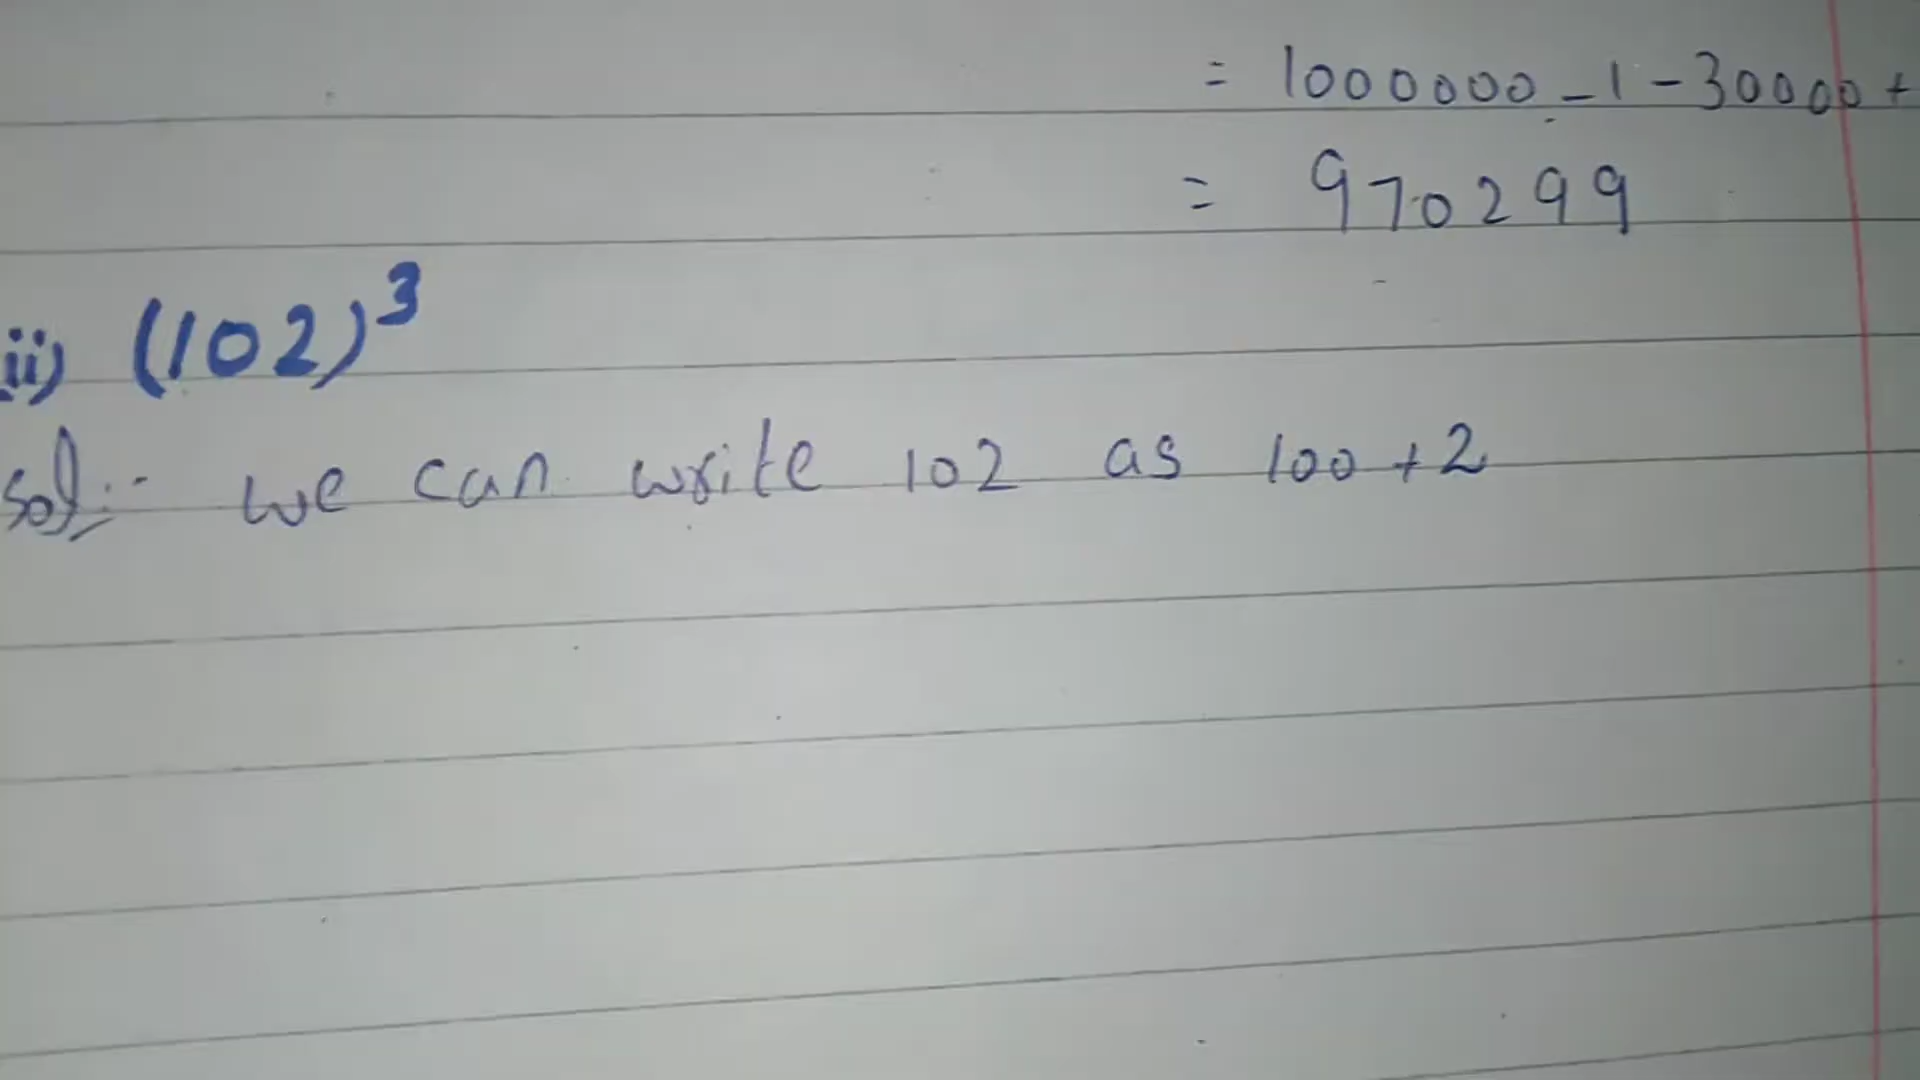 = 1000000 - 1 - 30000 +
= 970299
ii) (102)³
Sol:- we can write 102 as 100 + 2